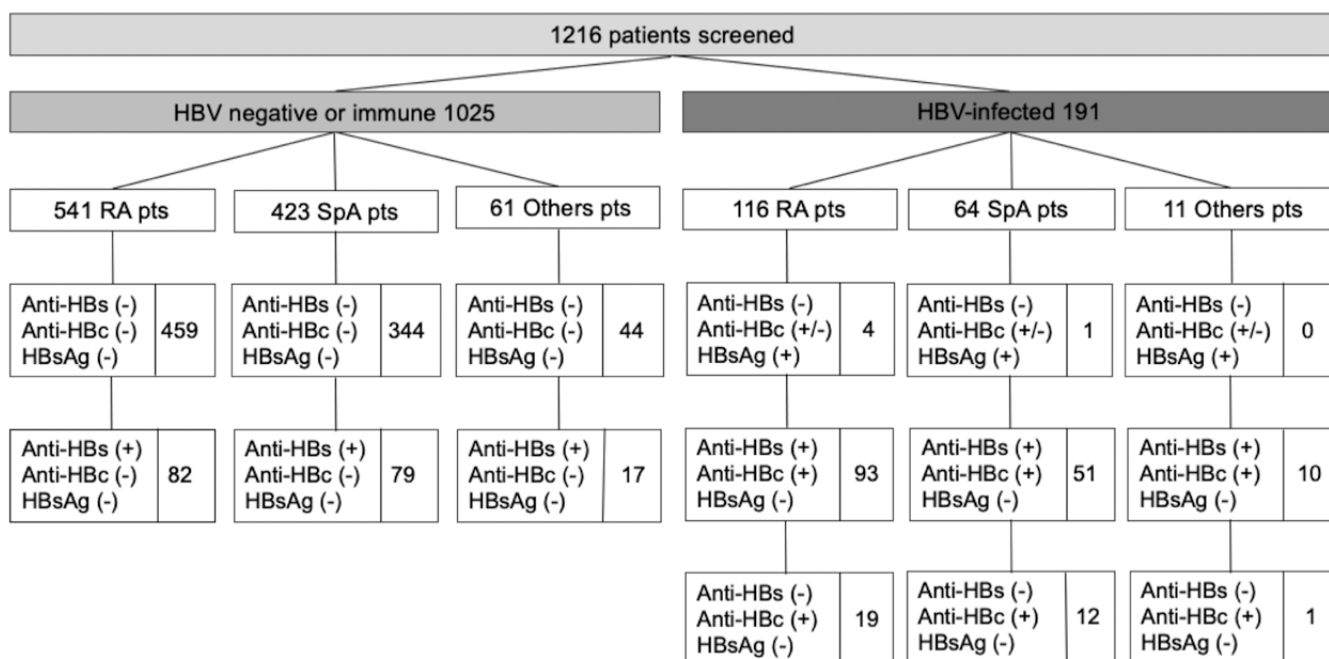 1216 patients screened
HBV negative or immune 1025
HBV-infected 191
541 RA pts
423 SpA pts
61 Others pts
116 RA pts
64 SpA pts
11 Others pts
Anti-HBs (-)
Anti-HBc (-)
HBsAg (-)
459
Anti-HBs (-)
Anti-HBc (-)
HBsAg (-)
344
Anti-HBs (-)
Anti-HBc (-)
HBsAg (-)
44
Anti-HBs (-)
Anti-HBc (+/-)
HBsAg (+)
4
Anti-HBs (-)
Anti-HBc (+/-)
HBsAg (+)
1
Anti-HBs (-)
Anti-HBc (+/-)
HBsAg (+)
0
Anti-HBs (+)
Anti-HBc (-)
HBsAg (-)
82
Anti-HBs (+)
Anti-HBc (-)
HBsAg (-)
79
Anti-HBs (+)
Anti-HBc (-)
HBsAg (-)
17
Anti-HBs (+)
Anti-HBc (+)
HBsAg (-)
93
Anti-HBs (+)
Anti-HBc (+)
HBsAg (-)
51
Anti-HBs (+)
Anti-HBc (+)
HBsAg (-)
10
Anti-HBs (-)
Anti-HBc (+)
HBsAg (-)
19
Anti-HBs (-)
Anti-HBc (+)
HBsAg (-)
12
Anti-HBs (-)
Anti-HBc (+)
HBsAg (-)
1